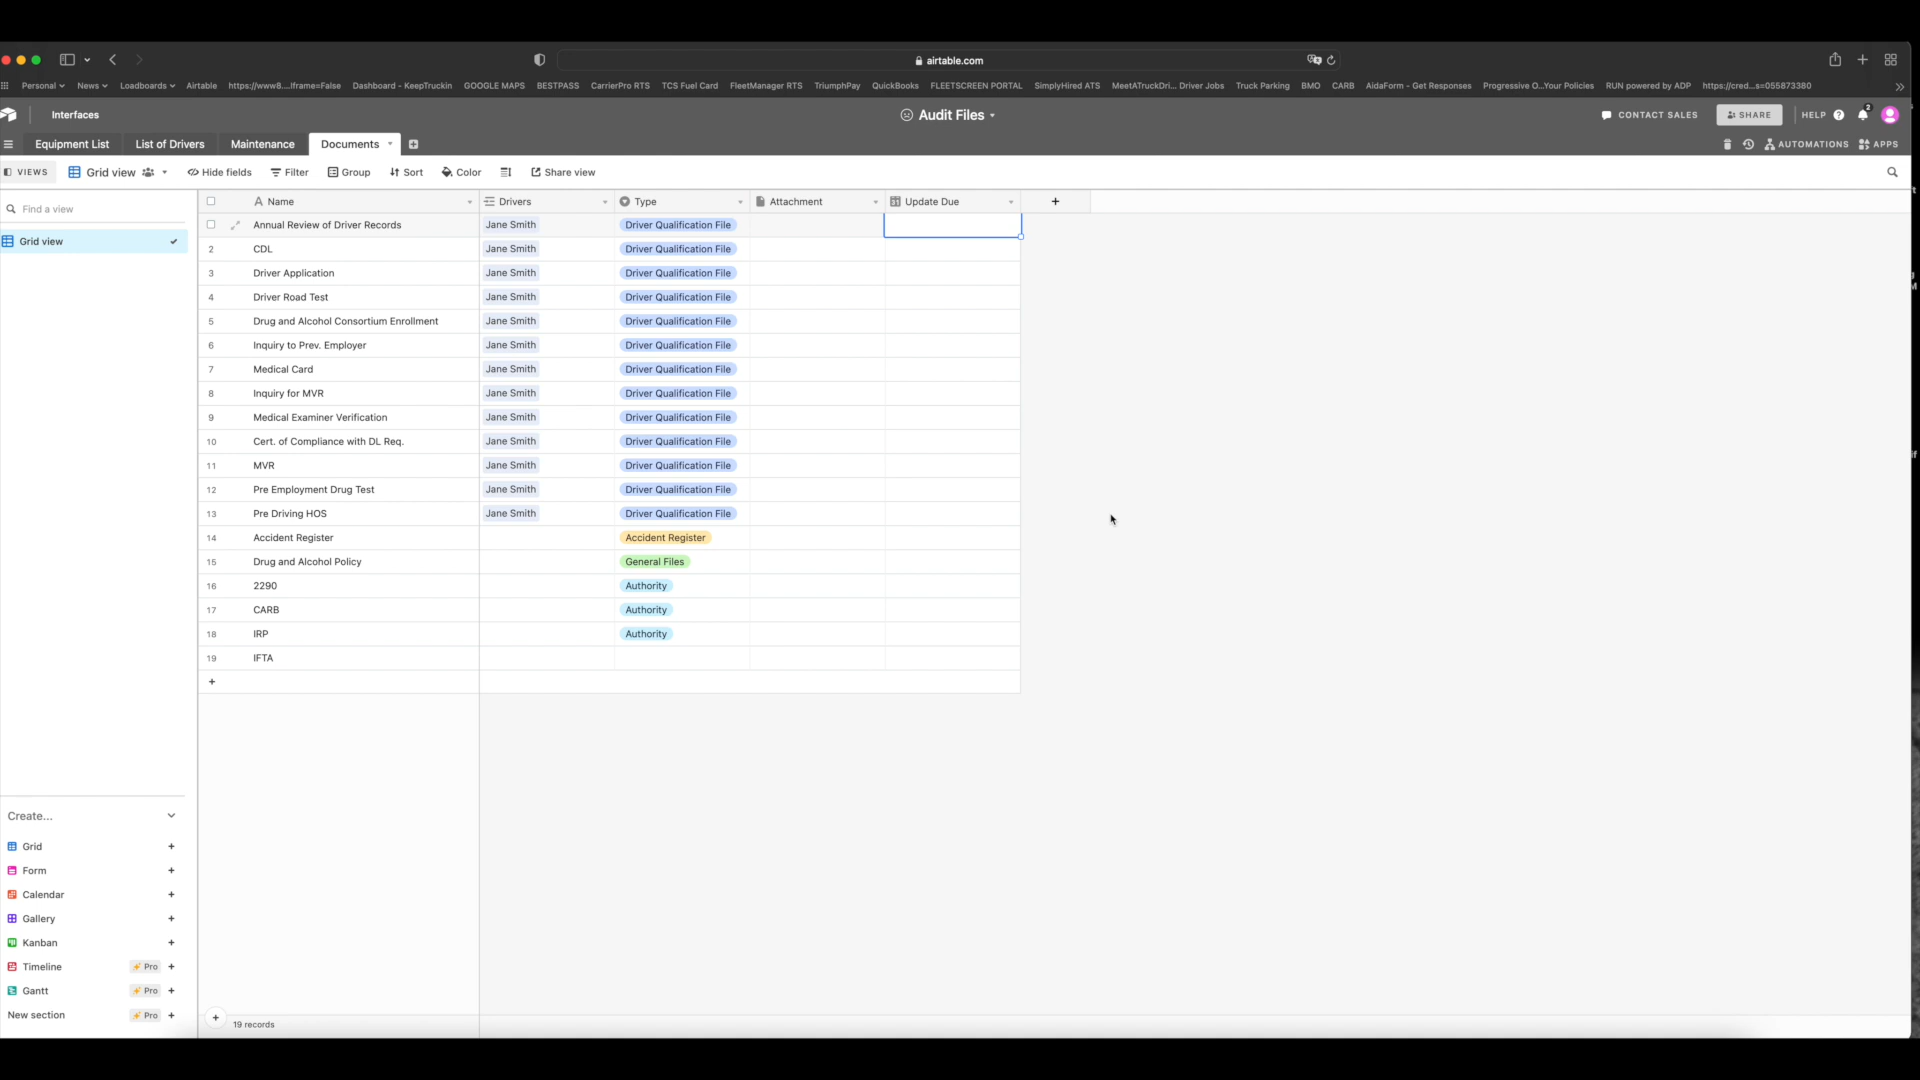 airtable.com
Personal News Loadboards Airtable https://www8....Iframe=False Dashboard - KeepTruckin GOOGLE MAPS BESTPASS CarrierPro RTS TCS Fuel Card FleetManager RTS TriumphPay QuickBooks FLEETSCREEN PORTAL SimplyHired ATS MeetATruckDri... Driver Jobs Truck Parking BMO CARB AidaForm - Get Responses Progressive O...Your Policies RUN powered by ADP https://cred...s=055873380
Interfaces Audit Files CONTACT SALES SHARE HELP 2
Equipment List List of Drivers Maintenance Documents AUTOMATIONS APPS
VIEWS Grid view Hide fields Filter Group Sort Color Share view
Find a view
Grid view
Name Drivers Type Attachment Update Due
Annual Review of Driver Records Jane Smith Driver Qualification File
2 CDL Jane Smith Driver Qualification File
3 Driver Application Jane Smith Driver Qualification File
4 Driver Road Test Jane Smith Driver Qualification File
5 Drug and Alcohol Consortium Enrollment Jane Smith Driver Qualification File
6 Inquiry to Prev. Employer Jane Smith Driver Qualification File
7 Medical Card Jane Smith Driver Qualification File
8 Inquiry for MVR Jane Smith Driver Qualification File
9 Medical Examiner Verification Jane Smith Driver Qualification File
10 Cert. of Compliance with DL Req. Jane Smith Driver Qualification File
11 MVR Jane Smith Driver Qualification File
12 Pre Employment Drug Test Jane Smith Driver Qualification File
13 Pre Driving HOS Jane Smith Driver Qualification File
14 Accident Register Accident Register
15 Drug and Alcohol Policy General Files
16 2290 Authority
17 CARB Authority
18 IRP Authority
19 IFTA
Create...
Grid
Form
Calendar
Gallery
Kanban
Timeline Pro
Gantt Pro
New section Pro
19 records